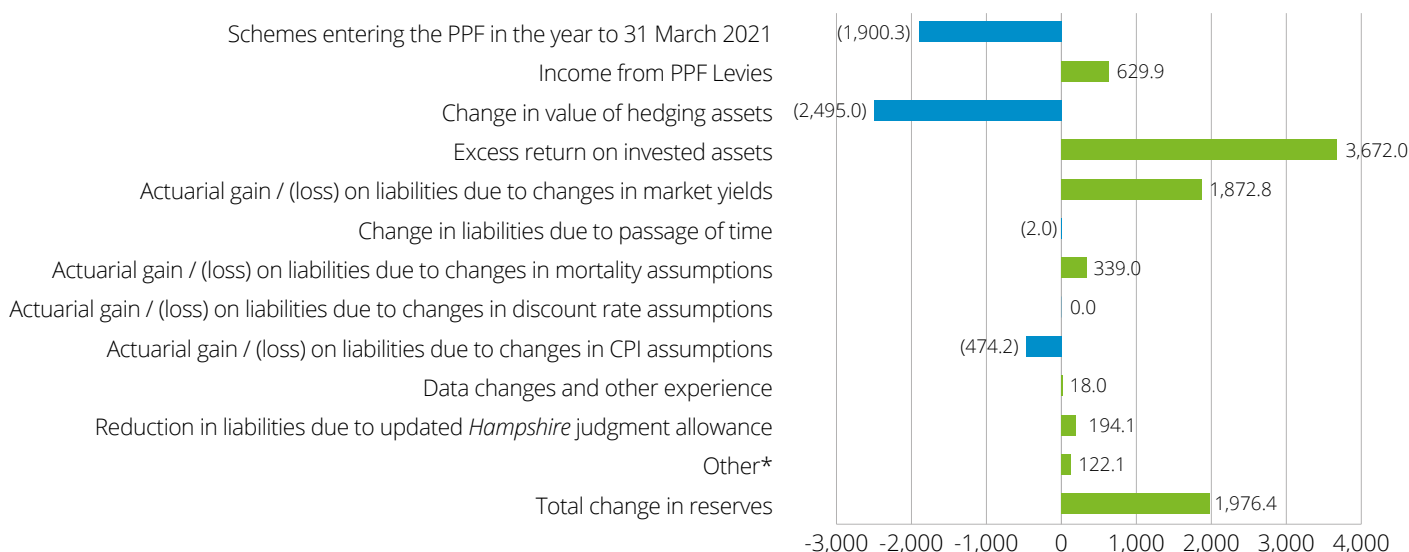 Schemes entering the PPF in the year to 31 March 2021 (1,900.3)
Income from PPF Levies 629.9
Change in value of hedging assets (2,495.0)
Excess return on invested assets 3,672.0
Actuarial gain / (loss) on liabilities due to changes in market yields 1,872.8
Change in liabilities due to passage of time (2.0)
Actuarial gain / (loss) on liabilities due to changes in mortality assumptions 339.0
Actuarial gain / (loss) on liabilities due to changes in discount rate assumptions 0.0
Actuarial gain / (loss) on liabilities due to changes in CPI assumptions (474.2)
Data changes and other experience 18.0
Reduction in liabilities due to updated Hampshire judgment allowance 194.1
Other* 122.1
Total change in reserves 1,976.4
-3,000 -2,000 -1,000 0 1,000 2,000 3,000 4,000